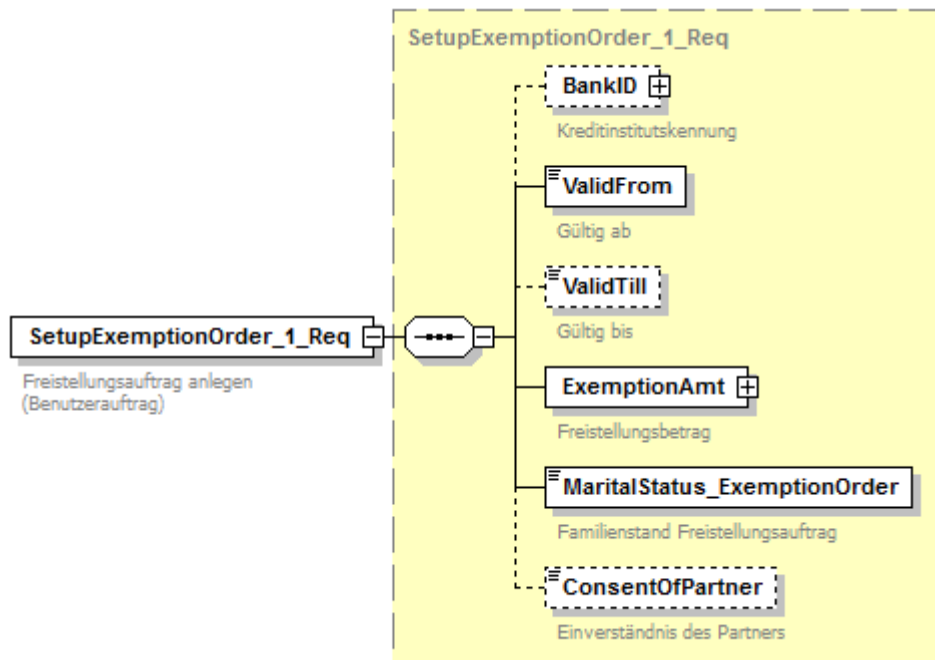 SetupExemptionOrder_1_Req
BankID
Kreditinstitutskennung
ValidFrom
Gültig ab
ValidTill
Gültig bis
SetupExemptionOrder_1_Req
Freistellungsauftrag anlegen
(Benutzerauftrag)
ExemptionAmt
Freistellungsbetrag
MaritalStatus_ExemptionOrder
Familienstand Freistellungsauftrag
ConsentOfPartner
Einverständnis des Partners